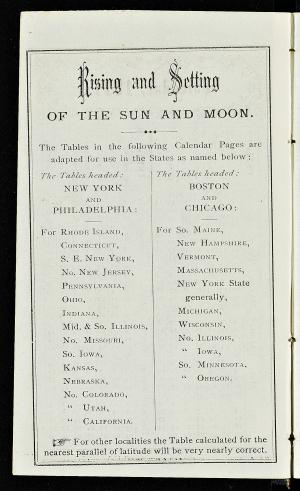 Rising and Setting
OF THE SUN AND MOON.
The Tables in the following Calendar Pages are
adapted for use in the States as named below:
The Tables headed:
NEW YORK
AND
PHILADELPHIA:
For Rhode Island,
Connecticut,
S. E. New York,
No. New Jersey,
Pennsylvania,
Ohio,
Indiana,
Mid. & So. Illinois,
No. Missouri,
So. Iowa,
Kansas,
Nebraska,
No. Colorado,
" Utah,
" California.
The Tables headed:
BOSTON
AND
CHICAGO:
For So. Maine,
New Hampshire,
Vermont,
Massachusetts,
New York State
generally,
Michigan,
Wisconsin,
No. Illinois,
" Iowa,
So. Minnesota,
" Oregon.
☞ For other localities the Table calculated for the
nearest parallel of latitude will be very nearly correct.